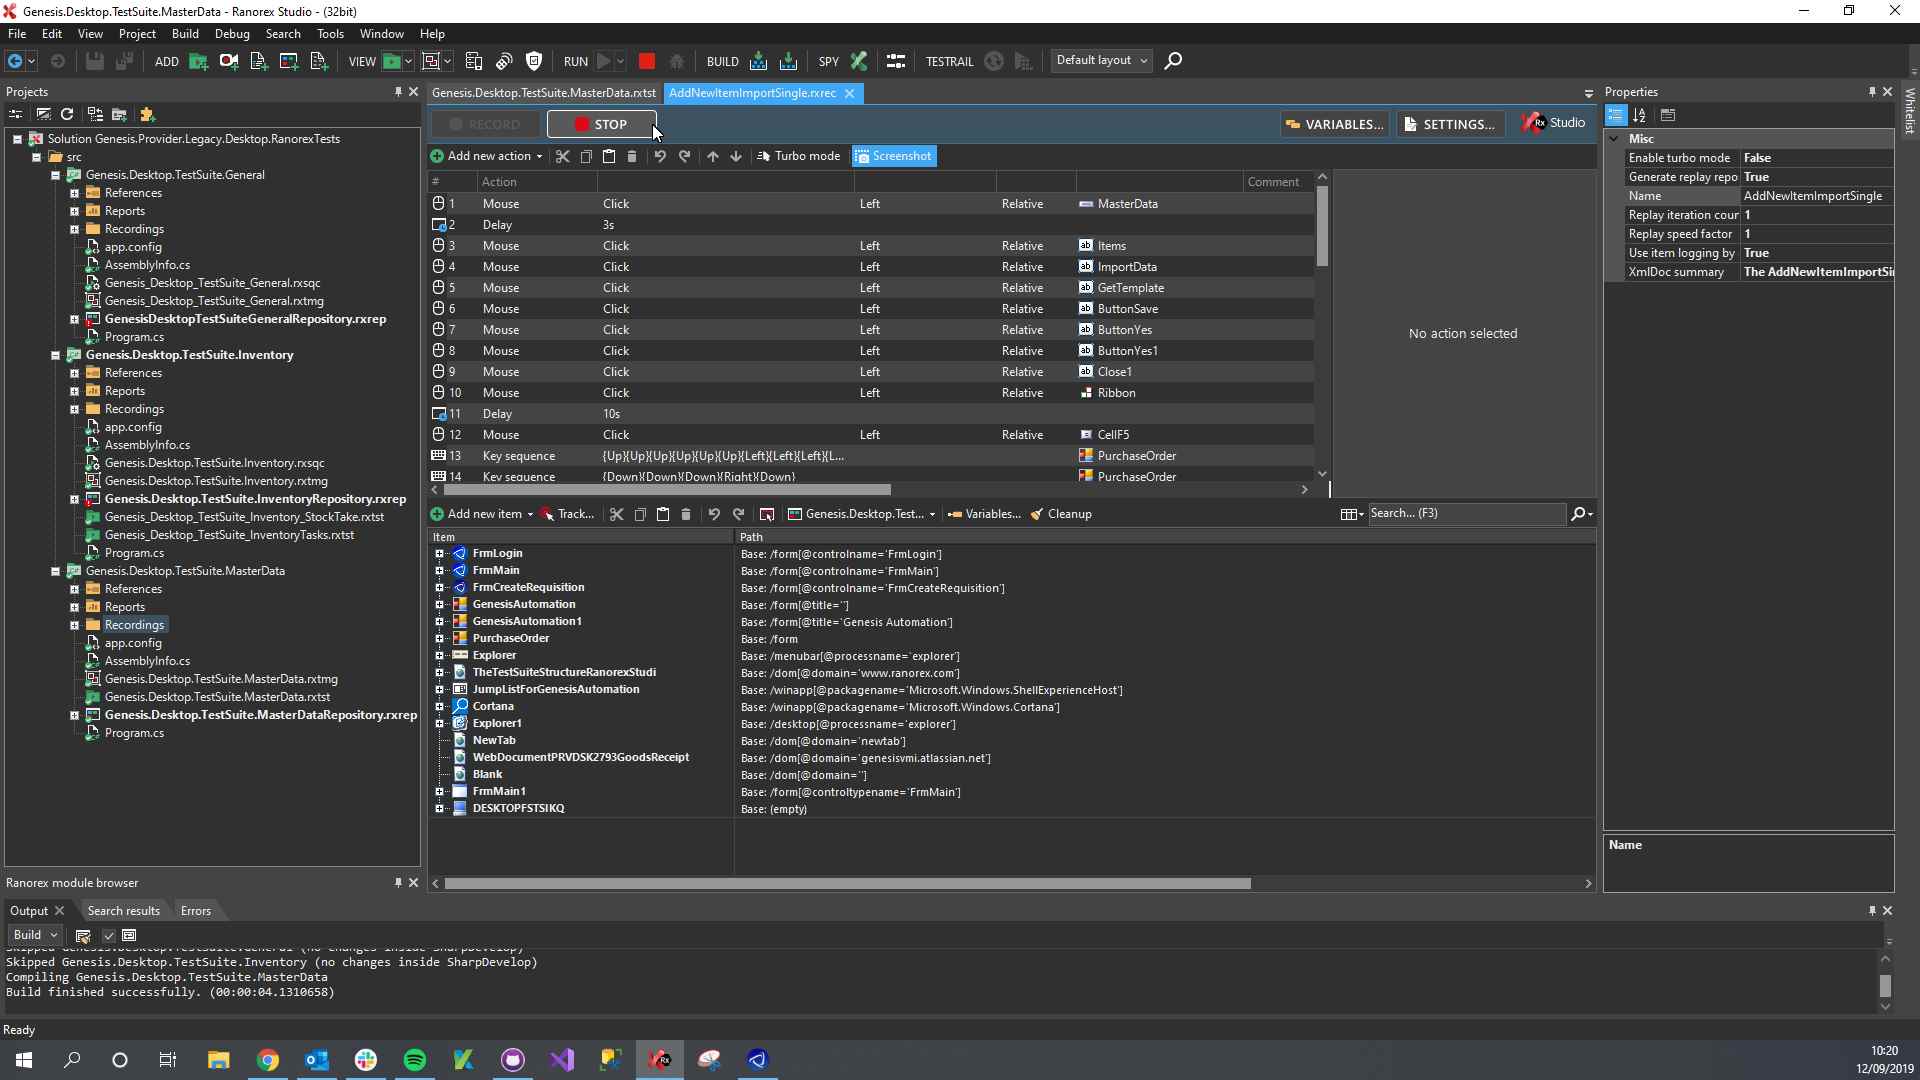 Genesis.Desktop.TestSuite.MasterData - Ranorex Studio - (32bit)
File Edit View Project Build Debug Search Tools Window Help
ADD VIEW RUN BUILD SPY TESTRAIL Default layout
Projects
Solution Genesis.Provider.Legacy.Desktop.RanorexTests
src
Genesis.Desktop.TestSuite.General
References
Reports
Recordings
app.config
AssemblyInfo.cs
Genesis_Desktop_TestSuite_General.rxsqc
Genesis_Desktop_TestSuite_General.rxtmg
GenesisDesktopTestSuiteGeneralRepository.rxrep
Program.cs
Genesis.Desktop.TestSuite.Inventory
References
Reports
Recordings
app.config
AssemblyInfo.cs
Genesis.Desktop.TestSuite.Inventory.rxsqc
Genesis.Desktop.TestSuite.Inventory.rxtmg
Genesis.Desktop.TestSuite.InventoryRepository.rxrep
Genesis_Desktop_TestSuite_Inventory_StockTake.rxtst
Genesis_Desktop_TestSuite_InventoryTasks.rxtst
Program.cs
Genesis.Desktop.TestSuite.MasterData
References
Reports
Recordings
app.config
AssemblyInfo.cs
Genesis.Desktop.TestSuite.MasterData.rxtmg
Genesis.Desktop.TestSuite.MasterData.rxtst
Genesis.Desktop.TestSuite.MasterDataRepository.rxrep
Program.cs
Ranorex module browser
Genesis.Desktop.TestSuite.MasterData.rxtst AddNewItemImportSingle.rxrec
RECORD STOP VARIABLES... SETTINGS... Rx Studio
Add new action Turbo mode Screenshot
# Action Comment
1 Mouse Click Left Relative MasterData
2 Delay 3s
3 Mouse Click Left Relative Items
4 Mouse Click Left Relative ImportData
5 Mouse Click Left Relative GetTemplate
6 Mouse Click Left Relative ButtonSave
7 Mouse Click Left Relative ButtonYes
8 Mouse Click Left Relative ButtonYes1
9 Mouse Click Left Relative Close1
10 Mouse Click Left Relative Ribbon
11 Delay 10s
12 Mouse Click Left Relative CellF5
13 Key sequence {Up}{Up}{Up}{Up}{Up}{Up}{Left}{Left}{Left}{L... PurchaseOrder
14 Key sequence {Down}{Down}{Down}{Right}{Down} PurchaseOrder
No action selected
Add new item Track... Genesis.Desktop.Test... Variables... Cleanup Search... (F3)
Item Path
FrmLogin Base: /form[@controlname='FrmLogin']
FrmMain Base: /form[@controlname='FrmMain']
FrmCreateRequisition Base: /form[@controlname='FrmCreateRequisition']
GenesisAutomation Base: /form[@title='']
GenesisAutomation1 Base: /form[@title='Genesis Automation']
PurchaseOrder Base: /form
Explorer Base: /menubar[@processname='explorer']
TheTestSuiteStructureRanorexStudi Base: /dom[@domain='www.ranorex.com']
JumpListForGenesisAutomation Base: /winapp[@packagename='Microsoft.Windows.ShellExperienceHost']
Cortana Base: /winapp[@packagename='Microsoft.Windows.Cortana']
Explorer1 Base: /desktop[@processname='explorer']
NewTab Base: /dom[@domain='newtab']
WebDocumentPRVDSK2793GoodsReceipt Base: /dom[@domain='genesisvmi.atlassian.net']
Blank Base: /dom[@domain='']
FrmMain1 Base: /form[@controltypename='FrmMain']
DESKTOPFSTSIKQ Base: (empty)
Properties
Misc
Enable turbo mode False
Generate replay repo True
Name AddNewItemImportSingle
Replay iteration cour 1
Replay speed factor 1
Use item logging by True
XmlDoc summary The AddNewItemImportSi
Name
Whitelist
Output Search results Errors
Build
Skipped Genesis.Desktop.TestSuite.General (no changes inside SharpDevelop)
Skipped Genesis.Desktop.TestSuite.Inventory (no changes inside SharpDevelop)
Compiling Genesis.Desktop.TestSuite.MasterData
Build finished successfully. (00:00:04.1310658)
Ready
10:20
12/09/2019